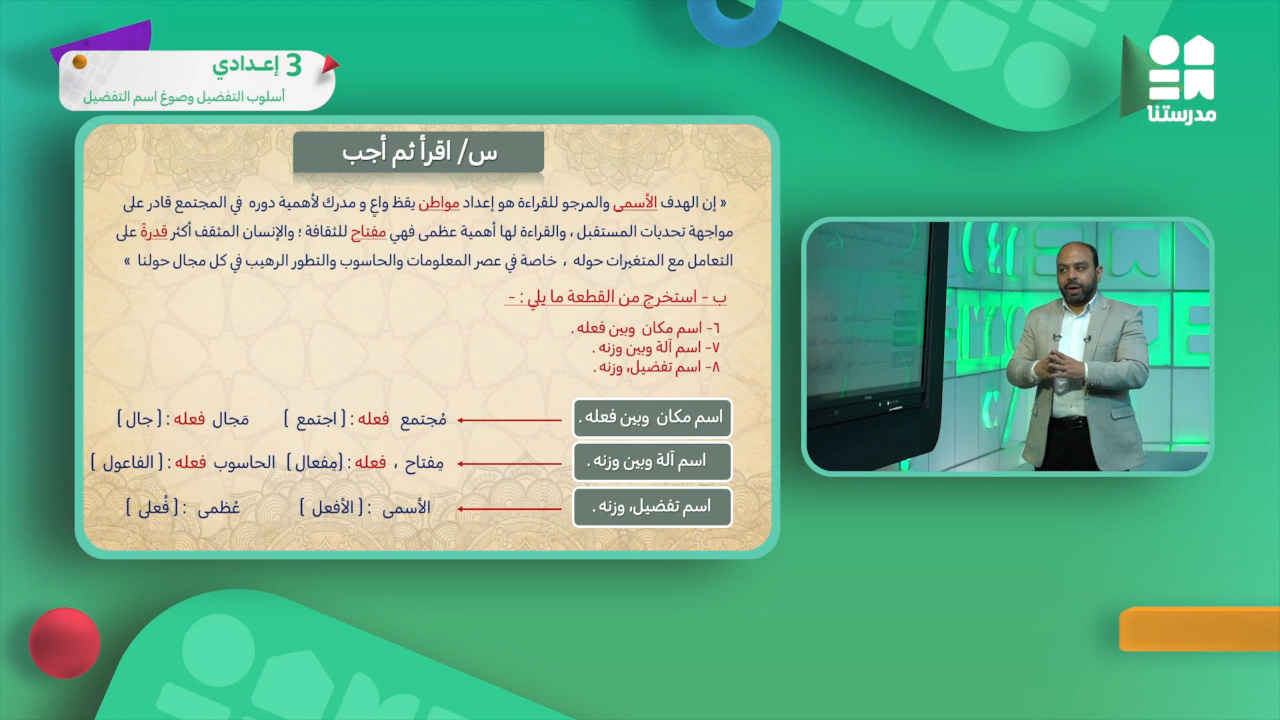 3 إعـدادي
أسلوب التفضيل وصوغ اسم التفضيل
مدرستنا
س/ اقرأ ثم أجب
« إن الهدف الأسمى والمرجو للقراءة هو إعداد مواطن يقظ واعٍ و مدرك لأهمية دوره في المجتمع قادر على
مواجهة تحديات المستقبل ، والقراءة لها أهمية عظمى فهي مفتاح للثقافة ؛ والإنسان المثقف أكثر قدرةً على
التعامل مع المتغيرات حوله ، خاصة في عصر المعلومات والحاسوب والتطور الرهيب في كل مجال حولنا »
ب - استخرج من القطعة ما يلي : -
٦- اسم مكان وبين فعله .
٧- اسم آلة وبين وزنه .
٨- اسم تفضيل، وزنه .
اسم مكان وبين فعله . مُجتمع فعله : ( اجتمع ) مَجال فعله : ( جال )
اسم آلة وبين وزنه . مِفتاح ، فعله : (مِفعال ) الحاسوب فعله : ( الفاعول )
اسم تفضيل، وزنه . الأسمى : ( الأفعل ) عُظمى : ( فُعلى )